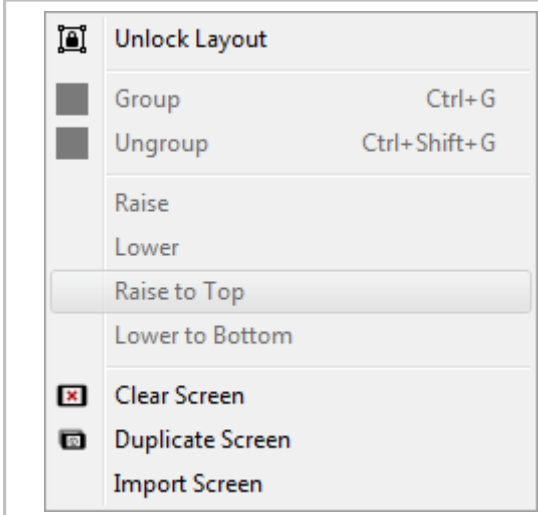 Unlock Layout
Group Ctrl+G
Ungroup Ctrl+Shift+G
Raise
Lower
Raise to Top
Lower to Bottom
Clear Screen
Duplicate Screen
Import Screen